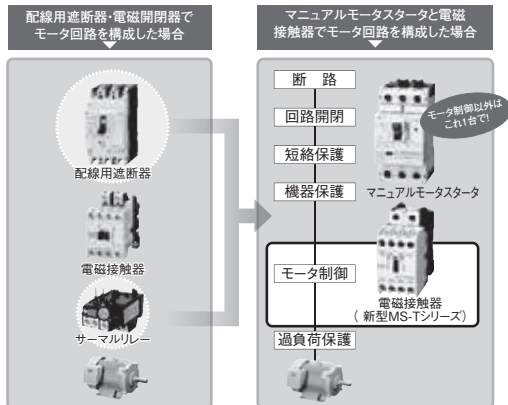 配線用遮断器・電磁開閉器で
モータ回路を構成した場合
配線用遮断器
電磁接触器
サーマルリレー
マニュアルモータスタータと電磁
接触器でモータ回路を構成した場合
断 路
回路開閉
短絡保護
機器保護
モータ制御以外は
これ1台で!
マニュアルモータスタータ
モータ制御
電磁接触器
( 新型MS-Tシリーズ)
過負荷保護